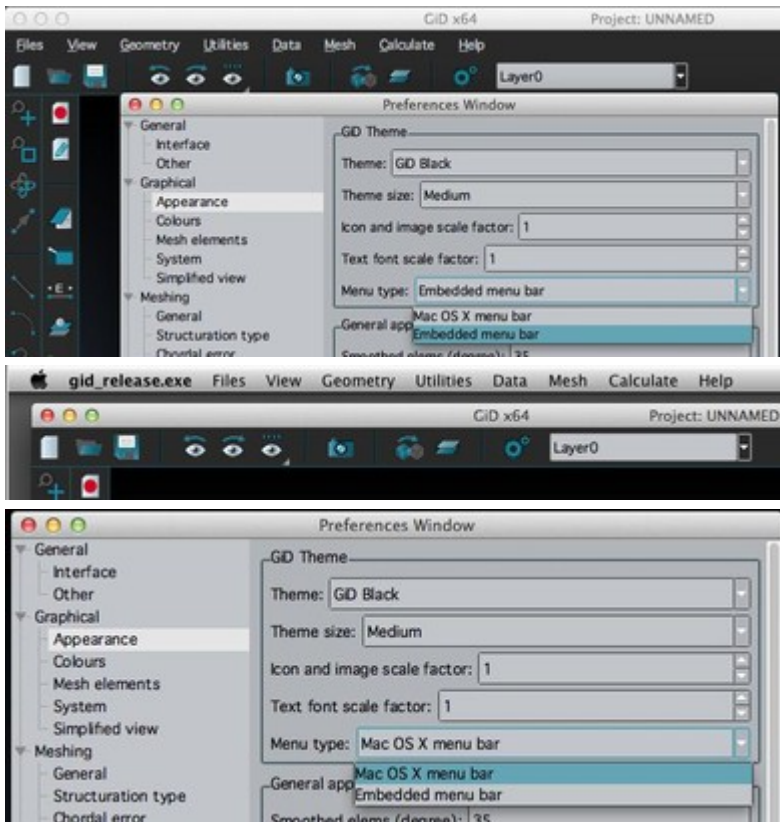 GiD x64 Project: UNNAMED
Files View Geometry Utilities Data Mesh Calculate Help
Layer0
Preferences Window
General
Interface
Other
Graphical
Appearance
Colours
Mesh elements
System
Simplified view
Meshing
General
Structuration type
Chordal error
GiD Theme
Theme: GiD Black
Theme size: Medium
Icon and image scale factor: 1
Text font scale factor: 1
Menu type: Embedded menu bar
Mac OS X menu bar
Embedded menu bar
General app
Smoothed elems (degree): 35
gid_release.exe Files View Geometry Utilities Data Mesh Calculate Help
GiD x64 Project: UNNAMED
Layer0
Preferences Window
General
Interface
Other
Graphical
Appearance
Colours
Mesh elements
System
Simplified view
Meshing
General
Structuration type
Chordal error
GiD Theme
Theme: GiD Black
Theme size: Medium
Icon and image scale factor: 1
Text font scale factor: 1
Menu type: Mac OS X menu bar
Mac OS X menu bar
Embedded menu bar
General app
Smoothed elems (degree): 35